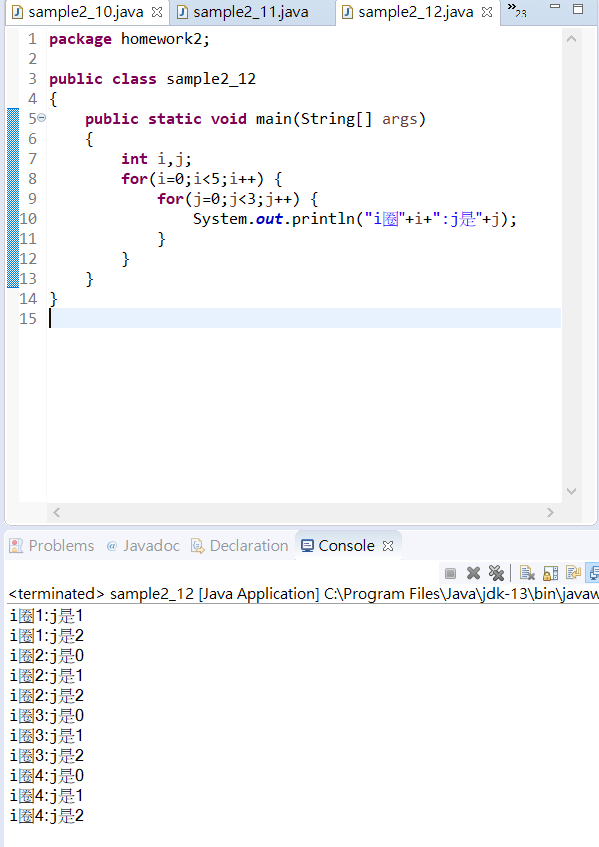 sample2_10.java sample2_11.java sample2_12.java »23
1 package homework2;
2
3 public class sample2_12
4 {
5 public static void main(String[] args)
6 {
7 int i,j;
8 for(i=0;i<5;i++) {
9 for(j=0;j<3;j++) {
10 System.out.println("i圈"+i+":j是"+j);
11 }
12 }
13 }
14 }
15
Problems @ Javadoc Declaration Console
<terminated> sample2_12 [Java Application] C:\Program Files\Java\jdk-13\bin\javaw
i圈1:j是1
i圈1:j是2
i圈2:j是0
i圈2:j是1
i圈2:j是2
i圈3:j是0
i圈3:j是1
i圈3:j是2
i圈4:j是0
i圈4:j是1
i圈4:j是2